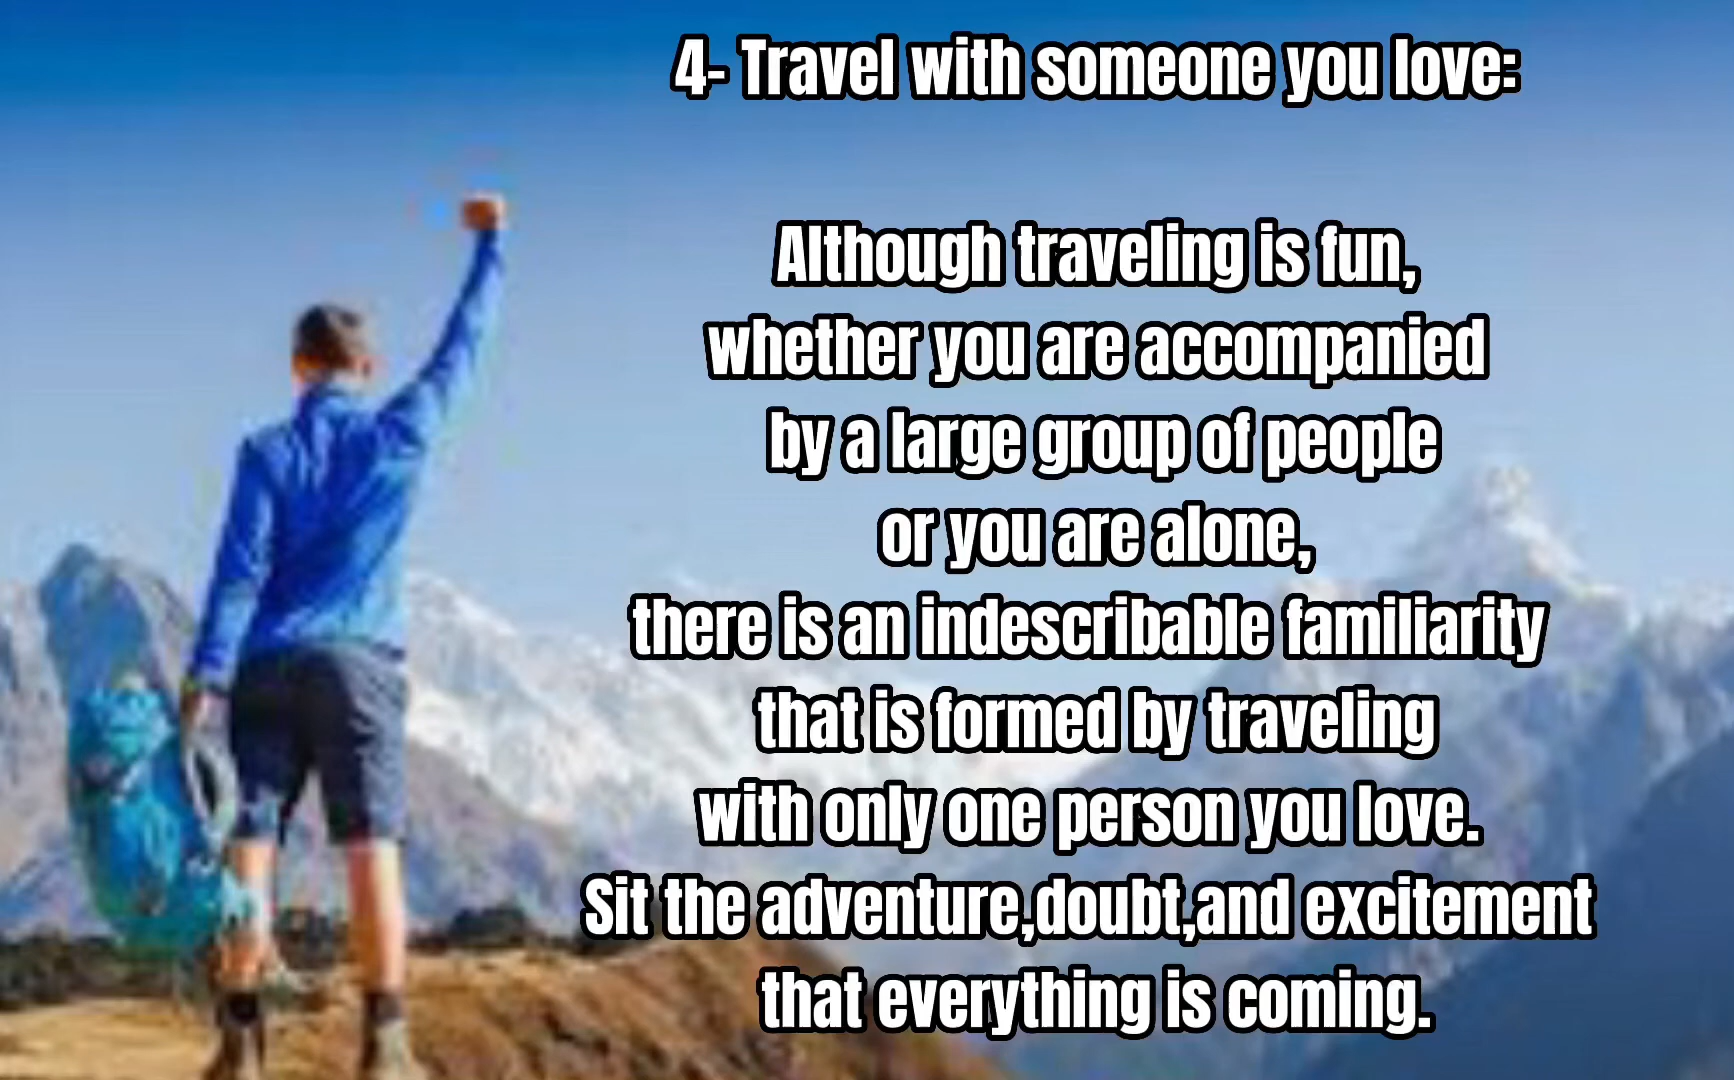 4- Travel with someone you love:
Although traveling is fun,
whether you are accompanied
by a large group of people
or you are alone,
there is an indescribable familiarity
that is formed by traveling
with only one person you love.
Sit the adventure,doubt,and excitement
that everything is coming.